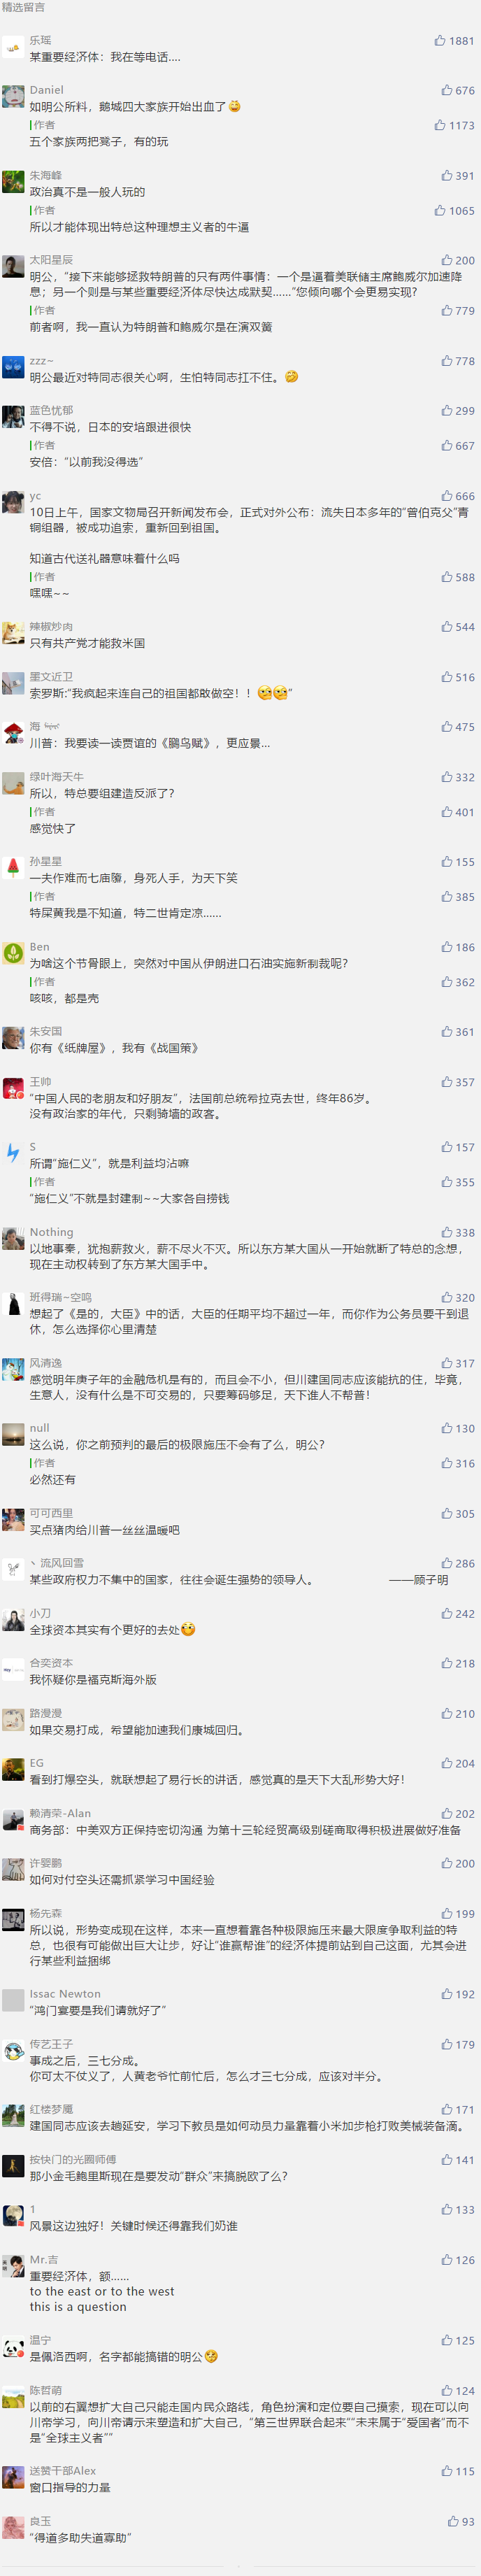 精选留言
乐瑶
1881
某重要经济体：我在等电话....
Daniel
676
如明公所料，鹅城四大家族开始出血了
作者
1173
五个家族两把凳子，有的玩
朱海峰
391
政治真不是一般人玩的
作者
1065
所以才能体现出特总这种理想主义者的牛逼
太阳星辰
200
明公，“接下来能够拯救特朗普的只有两件事情：一个是逼着美联储主席鲍威尔加速降
息；另一个则是与某些重要经济体尽快达成默契……“您倾向哪个会更易实现？
作者
779
前者啊，我一直认为特朗普和鲍威尔是在演双簧
zzz~
778
明公最近对特同志很关心啊，生怕特同志扛不住。
蓝色忧郁
299
不得不说，日本的安培跟进很快
作者
667
安倍：“以前我没得选”
yc
666
10日上午，国家文物局召开新闻发布会，正式对外公布：流失日本多年的“曾伯克父”青
铜组器，被成功追索，重新回到祖国。
知道古代送礼器意味着什么吗
作者
588
嘿嘿~~
辣椒炒肉
544
只有共产党才能救米国
墨文近卫
516
索罗斯:“我疯起来连自己的祖国都敢做空！！“
海
475
川普：我要读一读贾谊的《鵩鸟赋》，更应景...
绿叶海天牛
332
所以，特总要组建造反派了？
作者
401
感觉快了
孙星星
155
一夫作难而七庙隳，身死人手，为天下笑
作者
385
特屎黄我是不知道，特二世肯定凉……
Ben
186
为啥这个节骨眼上，突然对中国从伊朗进口石油实施新制裁呢？
作者
362
咳咳，都是壳
朱安国
361
你有《纸牌屋》，我有《战国策》
王帅
357
“中国人民的老朋友和好朋友”，法国前总统希拉克去世，终年86岁。
没有政治家的年代，只剩骑墙的政客。
S
157
所谓“施仁义”，就是利益均沾嘛
作者
355
“施仁义”不就是封建制~~大家各自捞钱
Nothing
338
以地事秦，犹抱薪救火，薪不尽火不灭。所以东方某大国从一开始就断了特总的念想，
现在主动权转到了东方某大国手中。
班得瑞~空鸣
320
想起了《是的，大臣》中的话，大臣的任期平均不超过一年，而你作为公务员要干到退
休，怎么选择你心里清楚
风清逸
317
感觉明年庚子年的金融危机是有的，而且会不小，但川建国同志应该能抗的住，毕竟，
生意人，没有什么是不可交易的，只要筹码够足，天下谁人不帮普！
null
130
这么说，你之前预判的最后的极限施压不会有了么，明公？
作者
316
必然还有
可可西里
305
买点猪肉给川普一丝丝温暖吧
丶流风回雪
286
某些政府权力不集中的国家，往往会诞生强势的领导人。 ——顾子明
小刀
242
全球资本其实有个更好的去处
合奕资本
218
我怀疑你是福克斯海外版
路漫漫
210
如果交易打成，希望能加速我们康城回归。
EG
204
看到打爆空头，就联想起了易行长的讲话，感觉真的是天下大乱形势大好！
赖清荣-Alan
202
商务部：中美双方正保持密切沟通 为第十三轮经贸高级别磋商取得积极进展做好准备
许婴鹏
200
如何对付空头还需抓紧学习中国经验
杨先森
199
所以说，形势变成现在这样，本来一直想着靠各种极限施压来最大限度争取利益的特
总，也很有可能做出巨大让步，好让“谁赢帮谁”的经济体提前站到自己这面，尤其会进
行某些利益捆绑
Issac Newton
192
“鸿门宴要是我们请就好了“
传艺王子
179
事成之后，三七分成。
你可太不仗义了，人黄老爷忙前忙后，怎么才三七分成，应该对半分。
红楼梦魇
171
建国同志应该去趟延安，学习下教员是如何动员力量靠着小米加步枪打败美械装备滴。
按快门的光圈师傅
141
那小金毛鲍里斯现在是要发动“群众”来搞脱欧了么？
1
133
风景这边独好！关键时候还得靠我们奶谁
Mr.吉
126
重要经济体，额……
to the east or to the west
this is a question
温宁
125
是佩洛西啊，名字都能搞错的明公
陈哲萌
124
以前的右翼想扩大自己只能走国内民众路线，角色扮演和定位要自己摸索，现在可以向
川帝学习，向川帝请示来塑造和扩大自己，“第三世界联合起来”“未来属于“爱国者”而不
是“全球主义者””
送赞干部Alex
115
窗口指导的力量
良玉
93
“得道多助失道寡助”